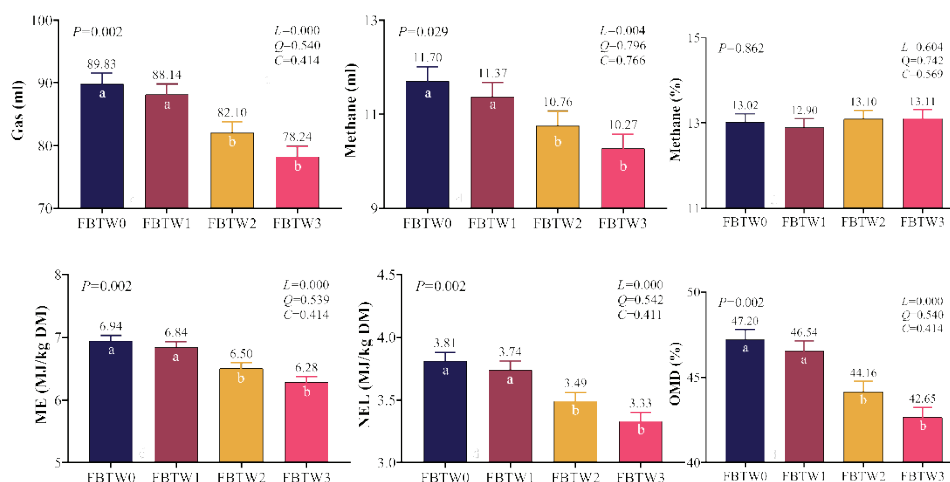 Gas (ml)
100
90
80
70
P=0.002
L=0.000
Q=0.540
C=0.414
89.83
88.14
82.10
78.24
a
a
b
b
FBTW0 FBTW1 FBTW2 FBTW3
Methane (ml)
13
11
9
P=0.029
L=0.004
Q=0.796
C=0.766
11.70
11.37
10.76
10.27
a
a
b
b
FBTW0 FBTW1 FBTW2 FBTW3
Methane (%)
15
13
11
P=0.862
L=0.604
Q=0.742
C=0.569
13.02
12.90
13.10
13.11
FBTW0 FBTW1 FBTW2 FBTW3
ME (MJ/kg DM)
8
7
6
5
P=0.002
L=0.000
Q=0.539
C=0.414
6.94
6.84
6.50
6.28
a
a
b
b
FBTW0 FBTW1 FBTW2 FBTW3
NEL (MJ/kg DM)
4.5
4.0
3.5
3.0
P=0.002
L=0.000
Q=0.542
C=0.411
3.81
3.74
3.49
3.33
a
a
b
b
FBTW0 FBTW1 FBTW2 FBTW3
OMD (%)
50
45
40
P=0.002
L=0.000
Q=0.540
C=0.414
47.20
46.54
44.16
42.65
a
a
b
b
FBTW0 FBTW1 FBTW2 FBTW3